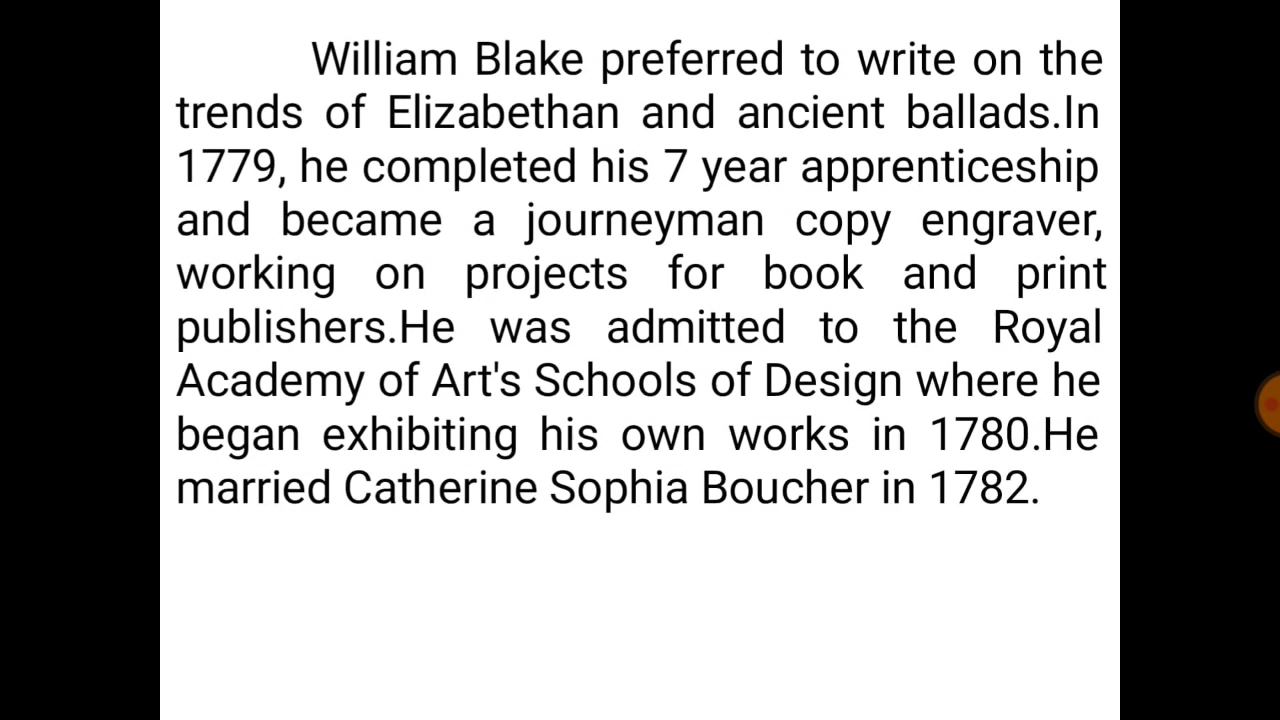 William Blake preferred to write on the
trends of Elizabethan and ancient ballads.In
1779, he completed his 7 year apprenticeship
and became a journeyman copy engraver,
working on projects for book and print
publishers.He was admitted to the Royal
Academy of Art's Schools of Design where he
began exhibiting his own works in 1780.He
married Catherine Sophia Boucher in 1782.